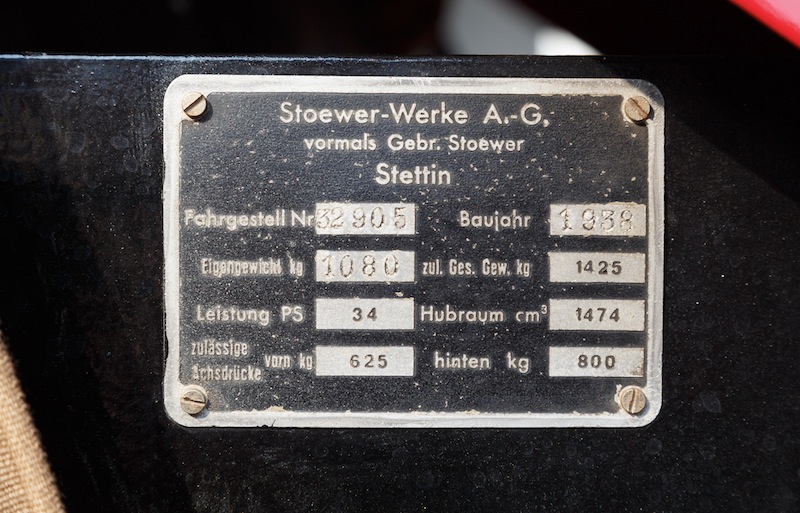 Stoewer-Werke A.-G.
vormals Gebr. Stoewer
Stettin
Fahrgestell Nr 32905 Baujahr 1938
Eigengewicht kg 1080 zul. Ges. Gew. kg 1425
Leistung PS 34 Hubraum cm³ 1474
zulässige Achsdrücke vorn kg 625 hinten kg 800